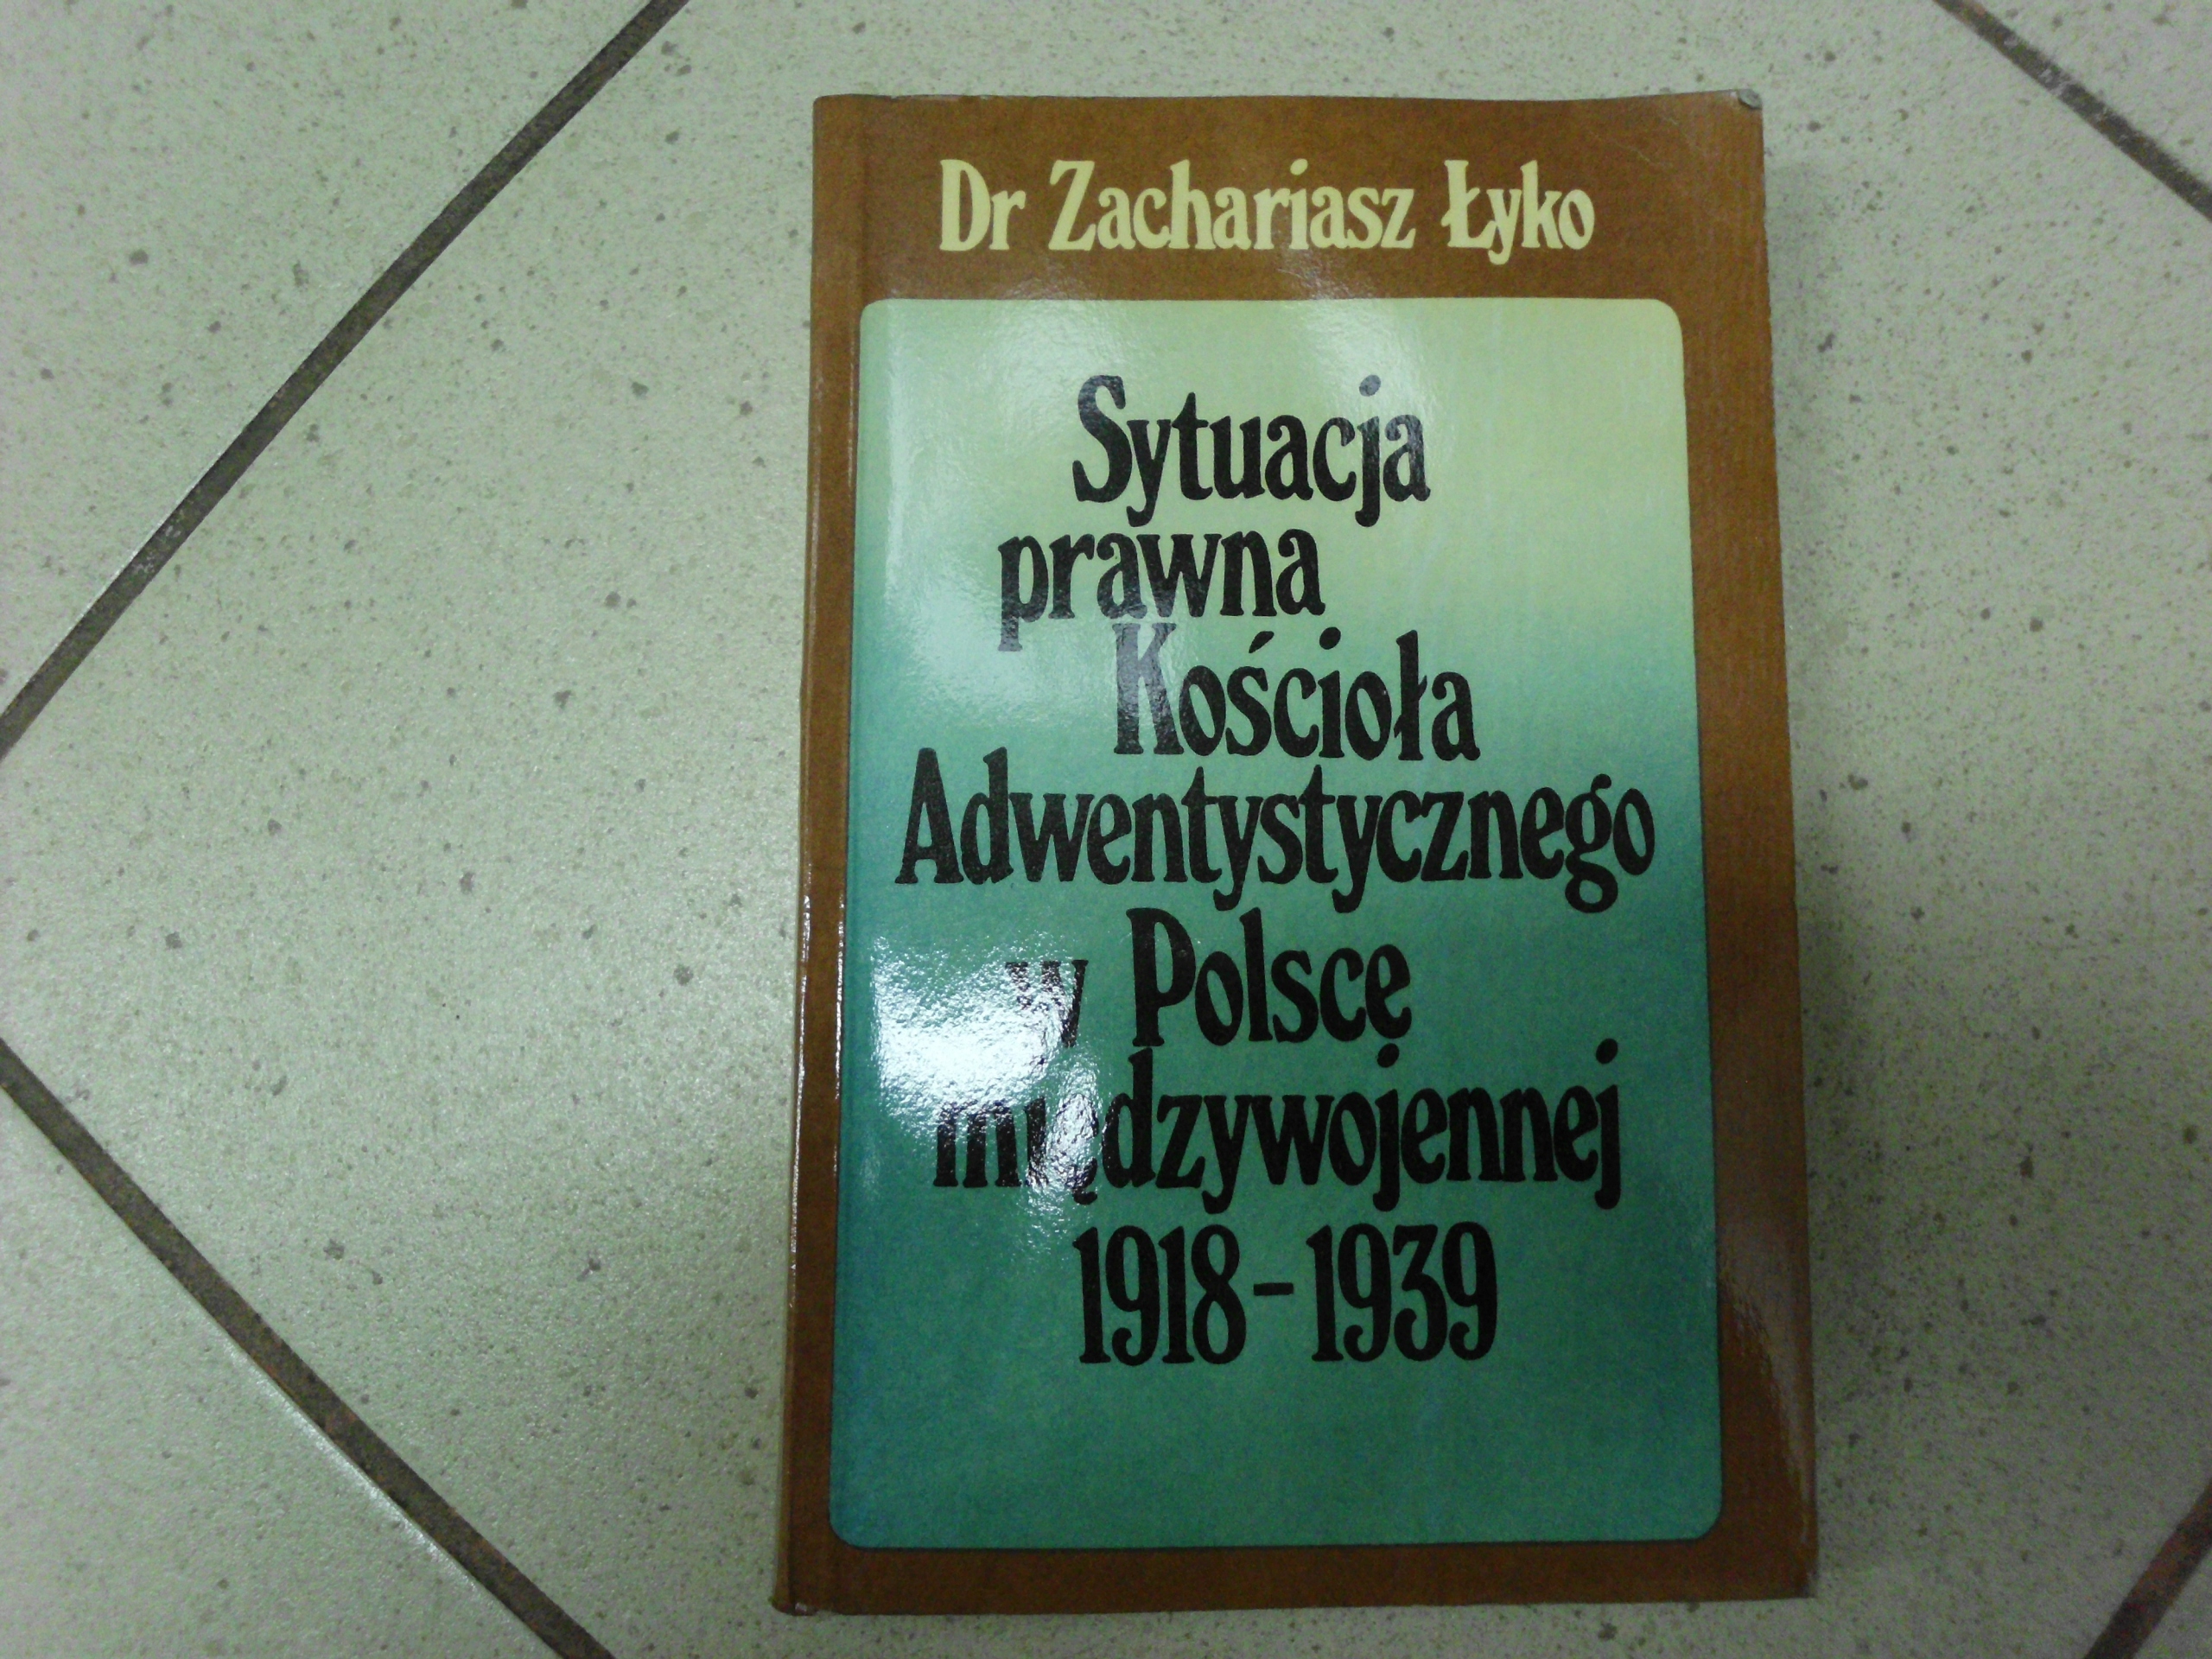 Dr Zachariasz Łyko
Sytuacja
prawna
Kościoła
Adwentystycznego
w Polsce
międzywojennej
1918-1939